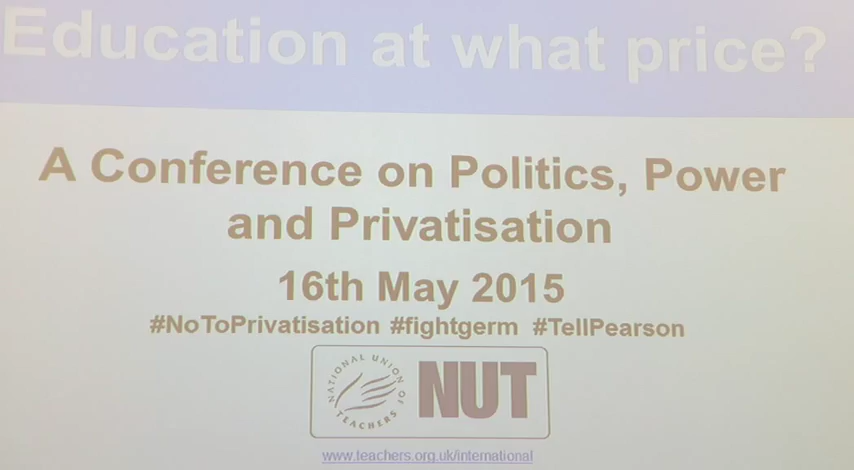 Education at what price?
A Conference on Politics, Power
and Privatisation
16th May 2015
#NoToPrivatisation #fightgerm #TellPearson
NATIONAL UNION OF TEACHERS
NUT
www.teachers.org.uk/international